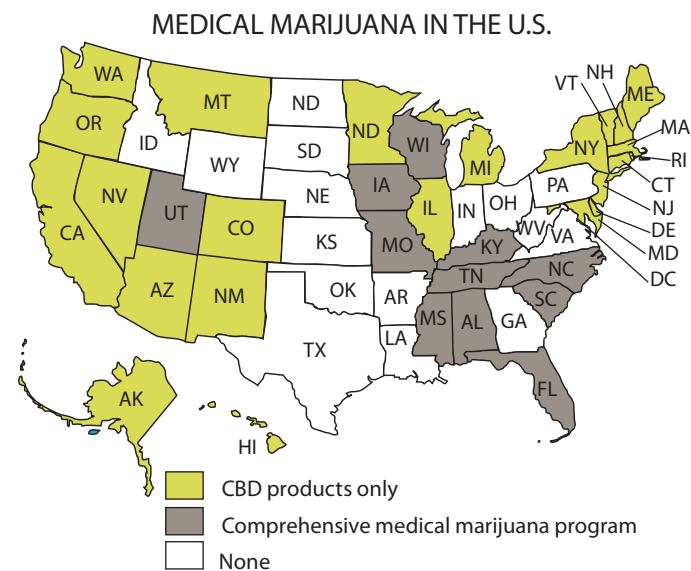 MEDICAL MARIJUANA IN THE U.S.
WA
MT
ND
ND
VT
NH
ME
OR
ID
SD
WI
MI
NY
MA
RI
WY
CT
NV
NE
IA
PA
NJ
UT
IL
IN
OH
DE
CA
CO
KS
MO
WV
VA
MD
KY
DC
AZ
NM
OK
AR
TN
NC
SC
MS
AL
GA
TX
LA
FL
AK
HI
CBD products only
Comprehensive medical marijuana program
None